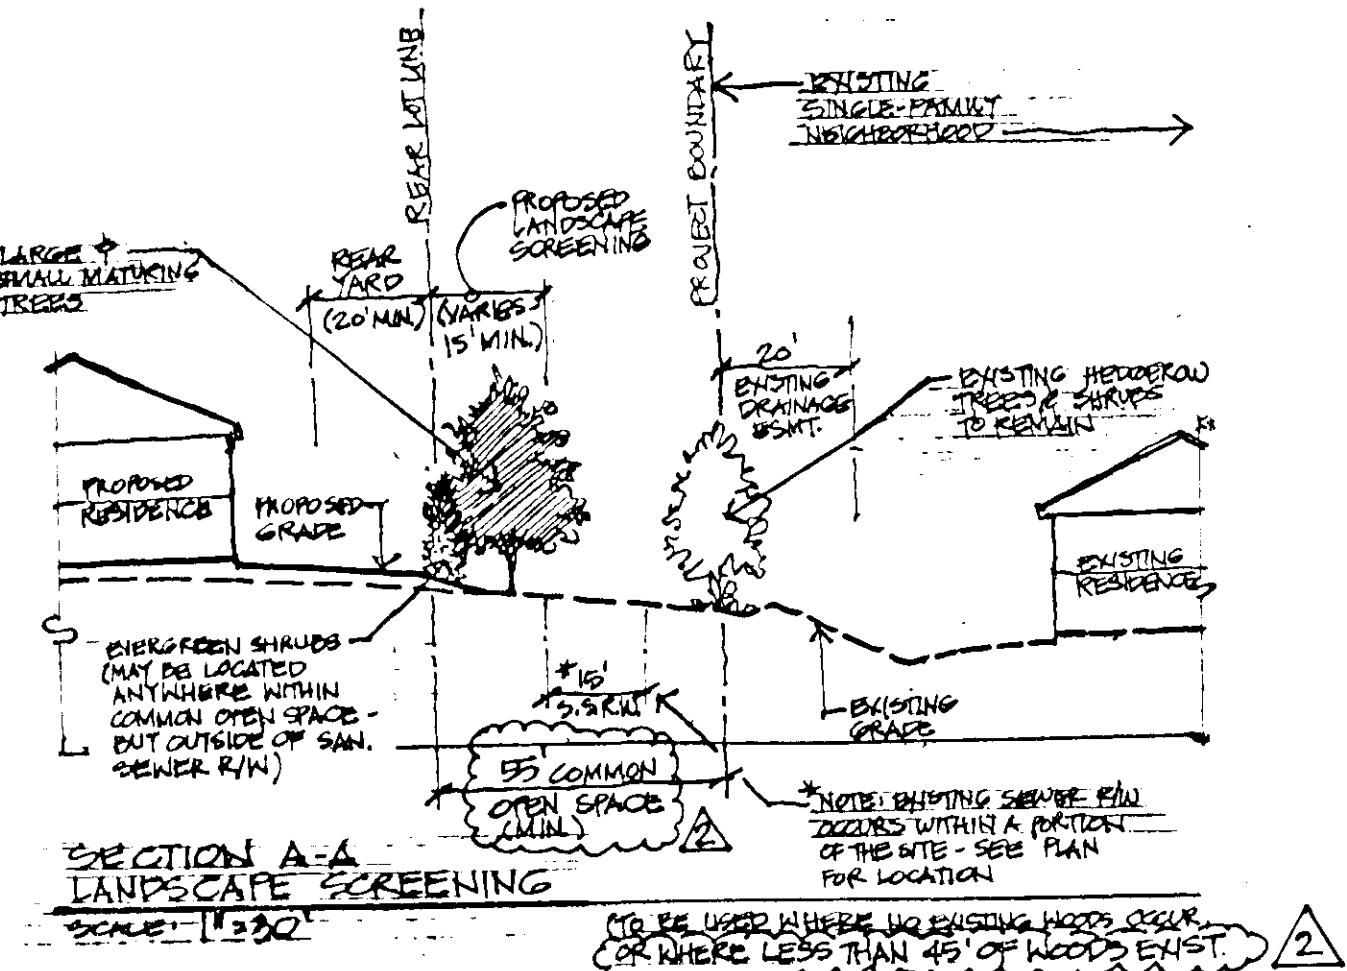 REAR LOT LINE
PROJECT BOUNDARY
EXISTING
SINGLE-FAMILY
NEIGHBORHOOD
PROPOSED
LANDSCAPE
SCREENING
LARGE &
SMALL MATURING
TREES
REAR
YARD
(20' MIN.)
(VARIES
15' MIN.)
20'
EXISTING
DRAINAGE
ESMT.
EXISTING HEDGEROW
TREES & SHRUBS
TO REMAIN
PROPOSED
RESIDENCE
PROPOSED
GRADE
EXISTING
RESIDENCE
EVERGREEN SHRUBS
(MAY BE LOCATED
ANYWHERE WITHIN
COMMON OPEN SPACE -
BUT OUTSIDE OF SAN.
SEWER R/W)
*15'
S.S R/W.
EXISTING
GRADE
55' COMMON
OPEN SPACE
(MIN.)
2
*NOTE: EXISTING SEWER R/W
OCCURS WITHIN A PORTION
OF THE SITE - SEE PLAN
FOR LOCATION
SECTION A-A
LANDSCAPE SCREENING
SCALE: 1"=30'
(TO BE USED WHERE NO EXISTING WOODS OCCUR,
OR WHERE LESS THAN 45' OF WOODS EXIST.)
2